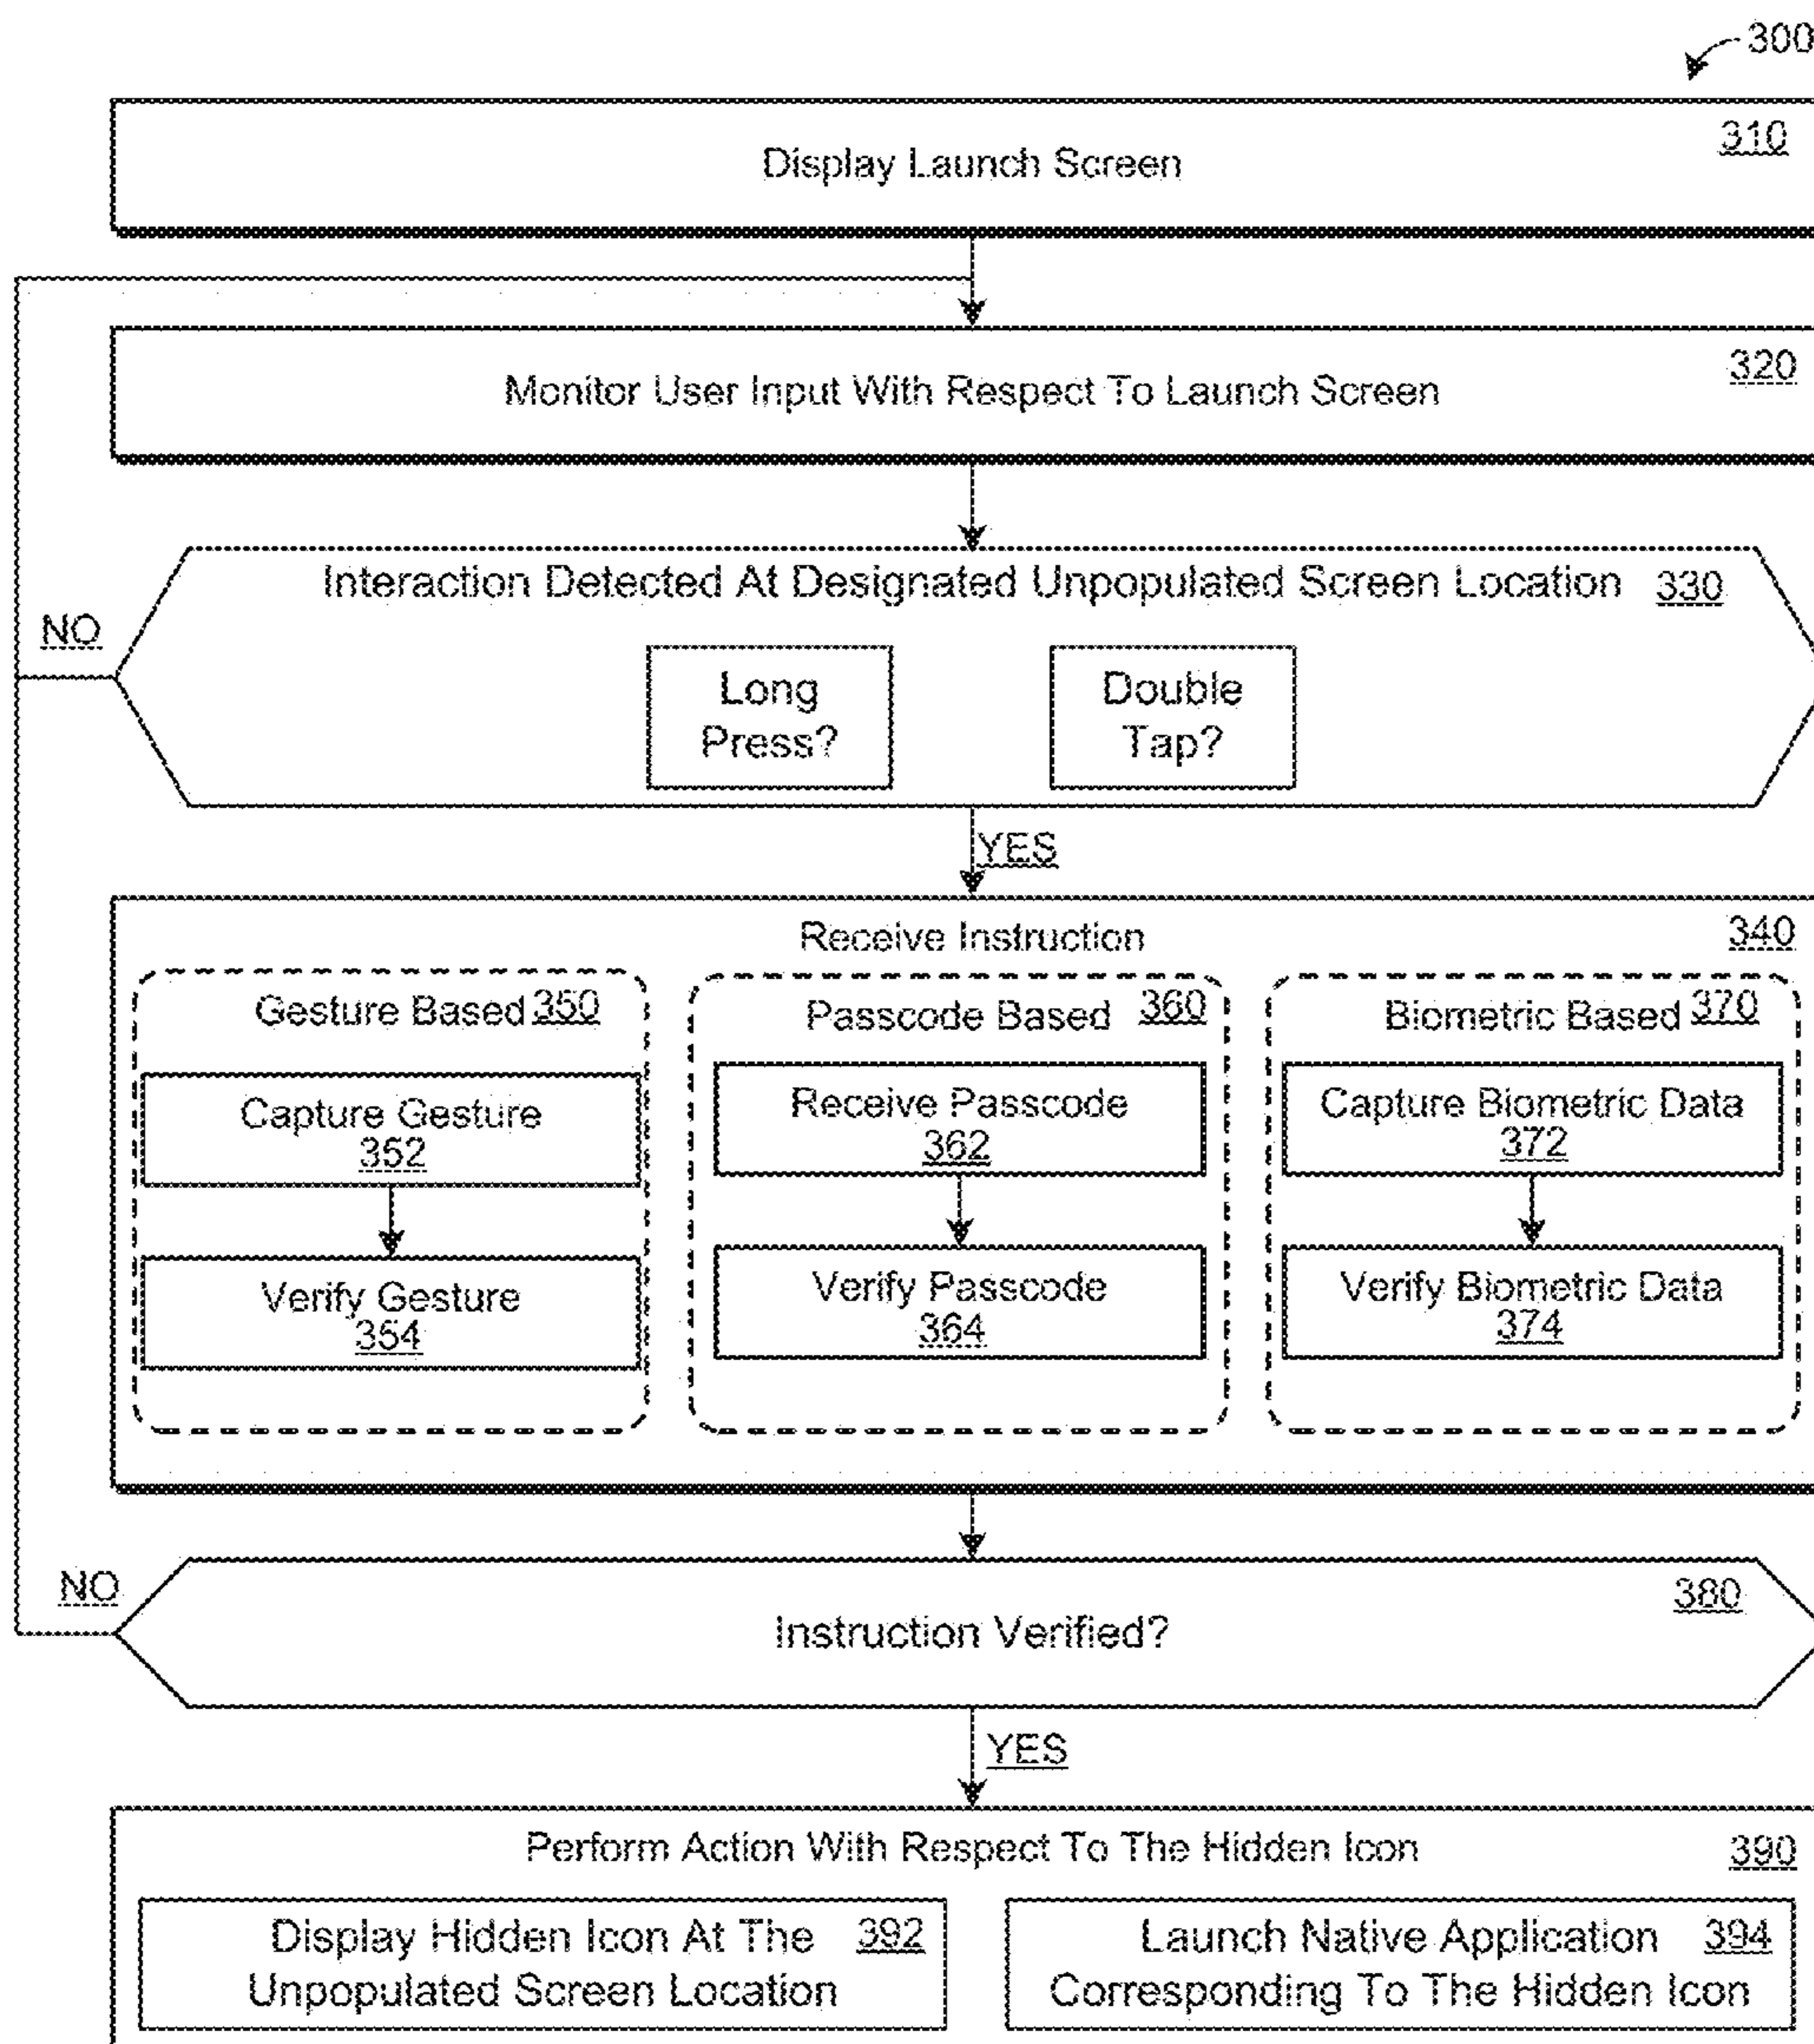 300
310
Display Launch Screen
320
Monitor User Input With Respect To Launch Screen
Interaction Detected At Designated Unpopulated Screen Location 330
NO
Long
Press?
Double
Tap?
YES
Receive Instruction 340
Gesture Based 350
Capture Gesture
352
Verify Gesture
354
Passcode Based 360
Receive Passcode
362
Verify Passcode
364
Biometric Based 370
Capture Biometric Data
372
Verify Biometric Data
374
NO
380
Instruction Verified?
YES
Perform Action With Respect To The Hidden Icon 390
Display Hidden Icon At The 392
Unpopulated Screen Location
Launch Native Application 394
Corresponding To The Hidden Icon